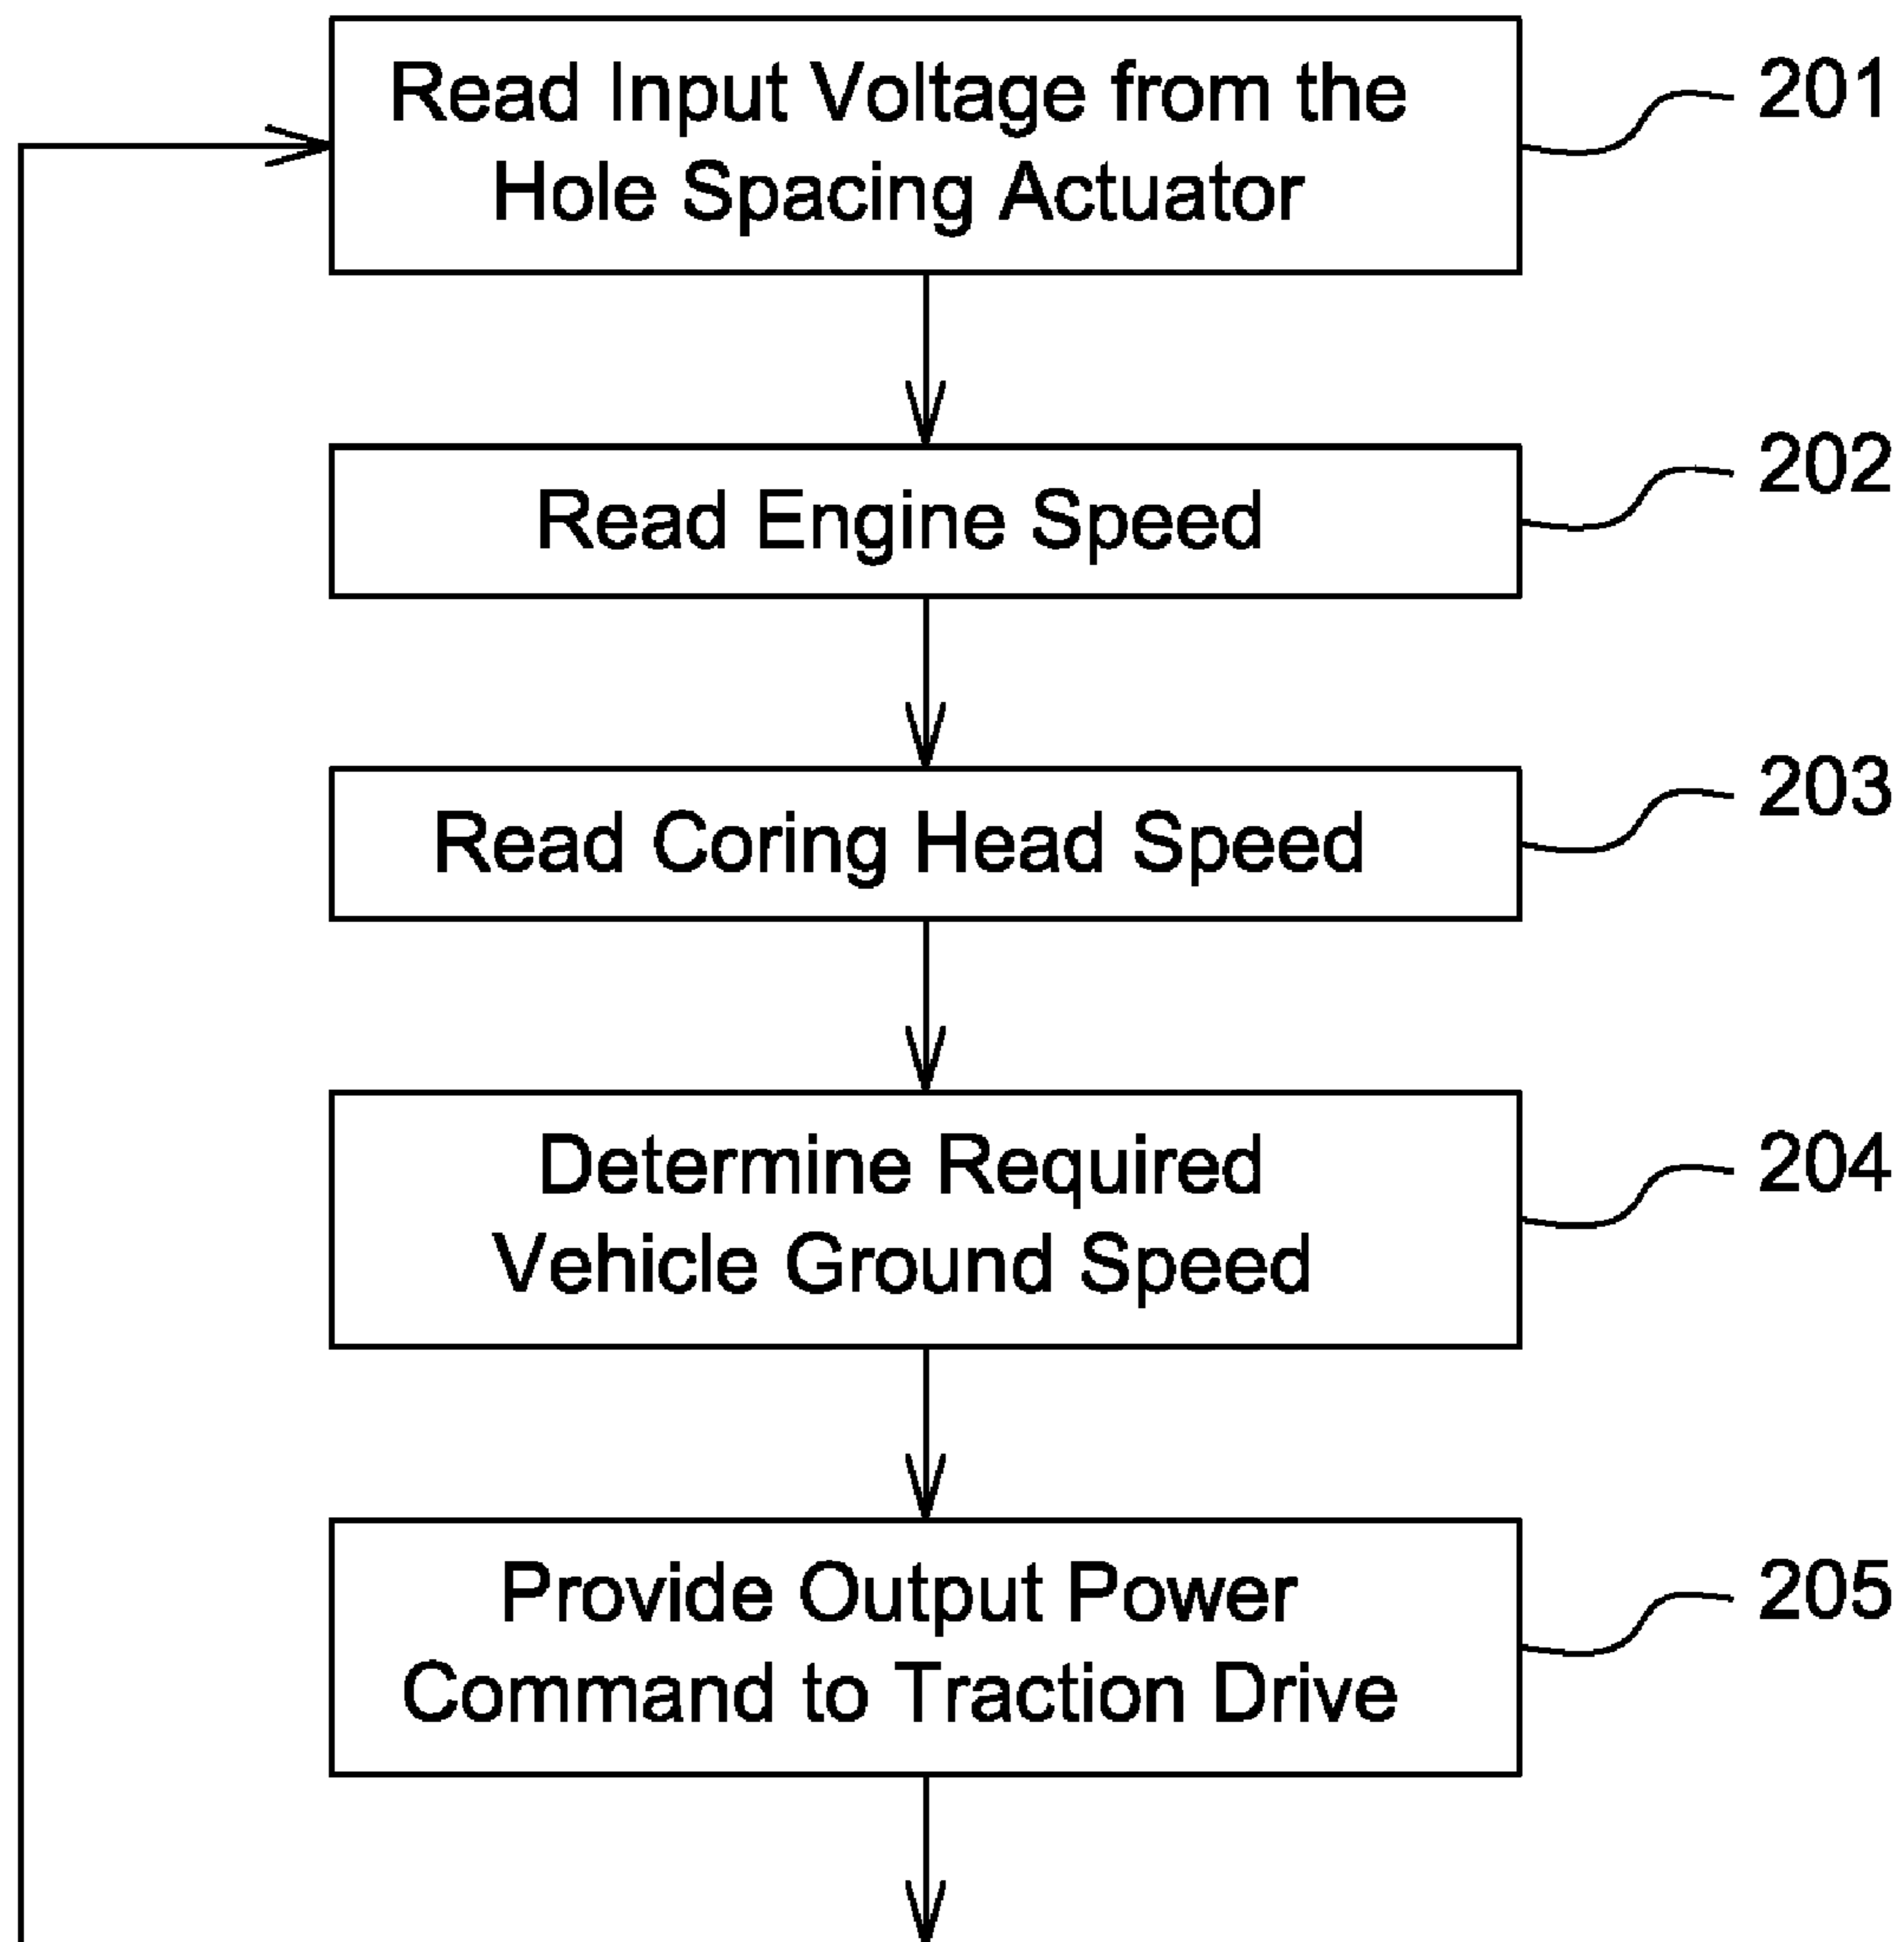 Read Input Voltage from the
Hole Spacing Actuator
201
Read Engine Speed
202
Read Coring Head Speed
203
Determine Required
Vehicle Ground Speed
204
Provide Output Power
Command to Traction Drive
205